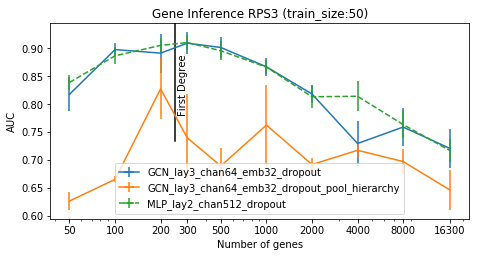 Gene Inference RPS3 (train_size:50)
0.90
0.85
0.80
0.75
0.70
0.65
0.60
AUC
First Degree
GCN_lay3_chan64_emb32_dropout
GCN_lay3_chan64_emb32_dropout_pool_hierarchy
MLP_lay2_chan512_dropout
50 100 200 300 500 1000 2000 4000 8000 16300
Number of genes